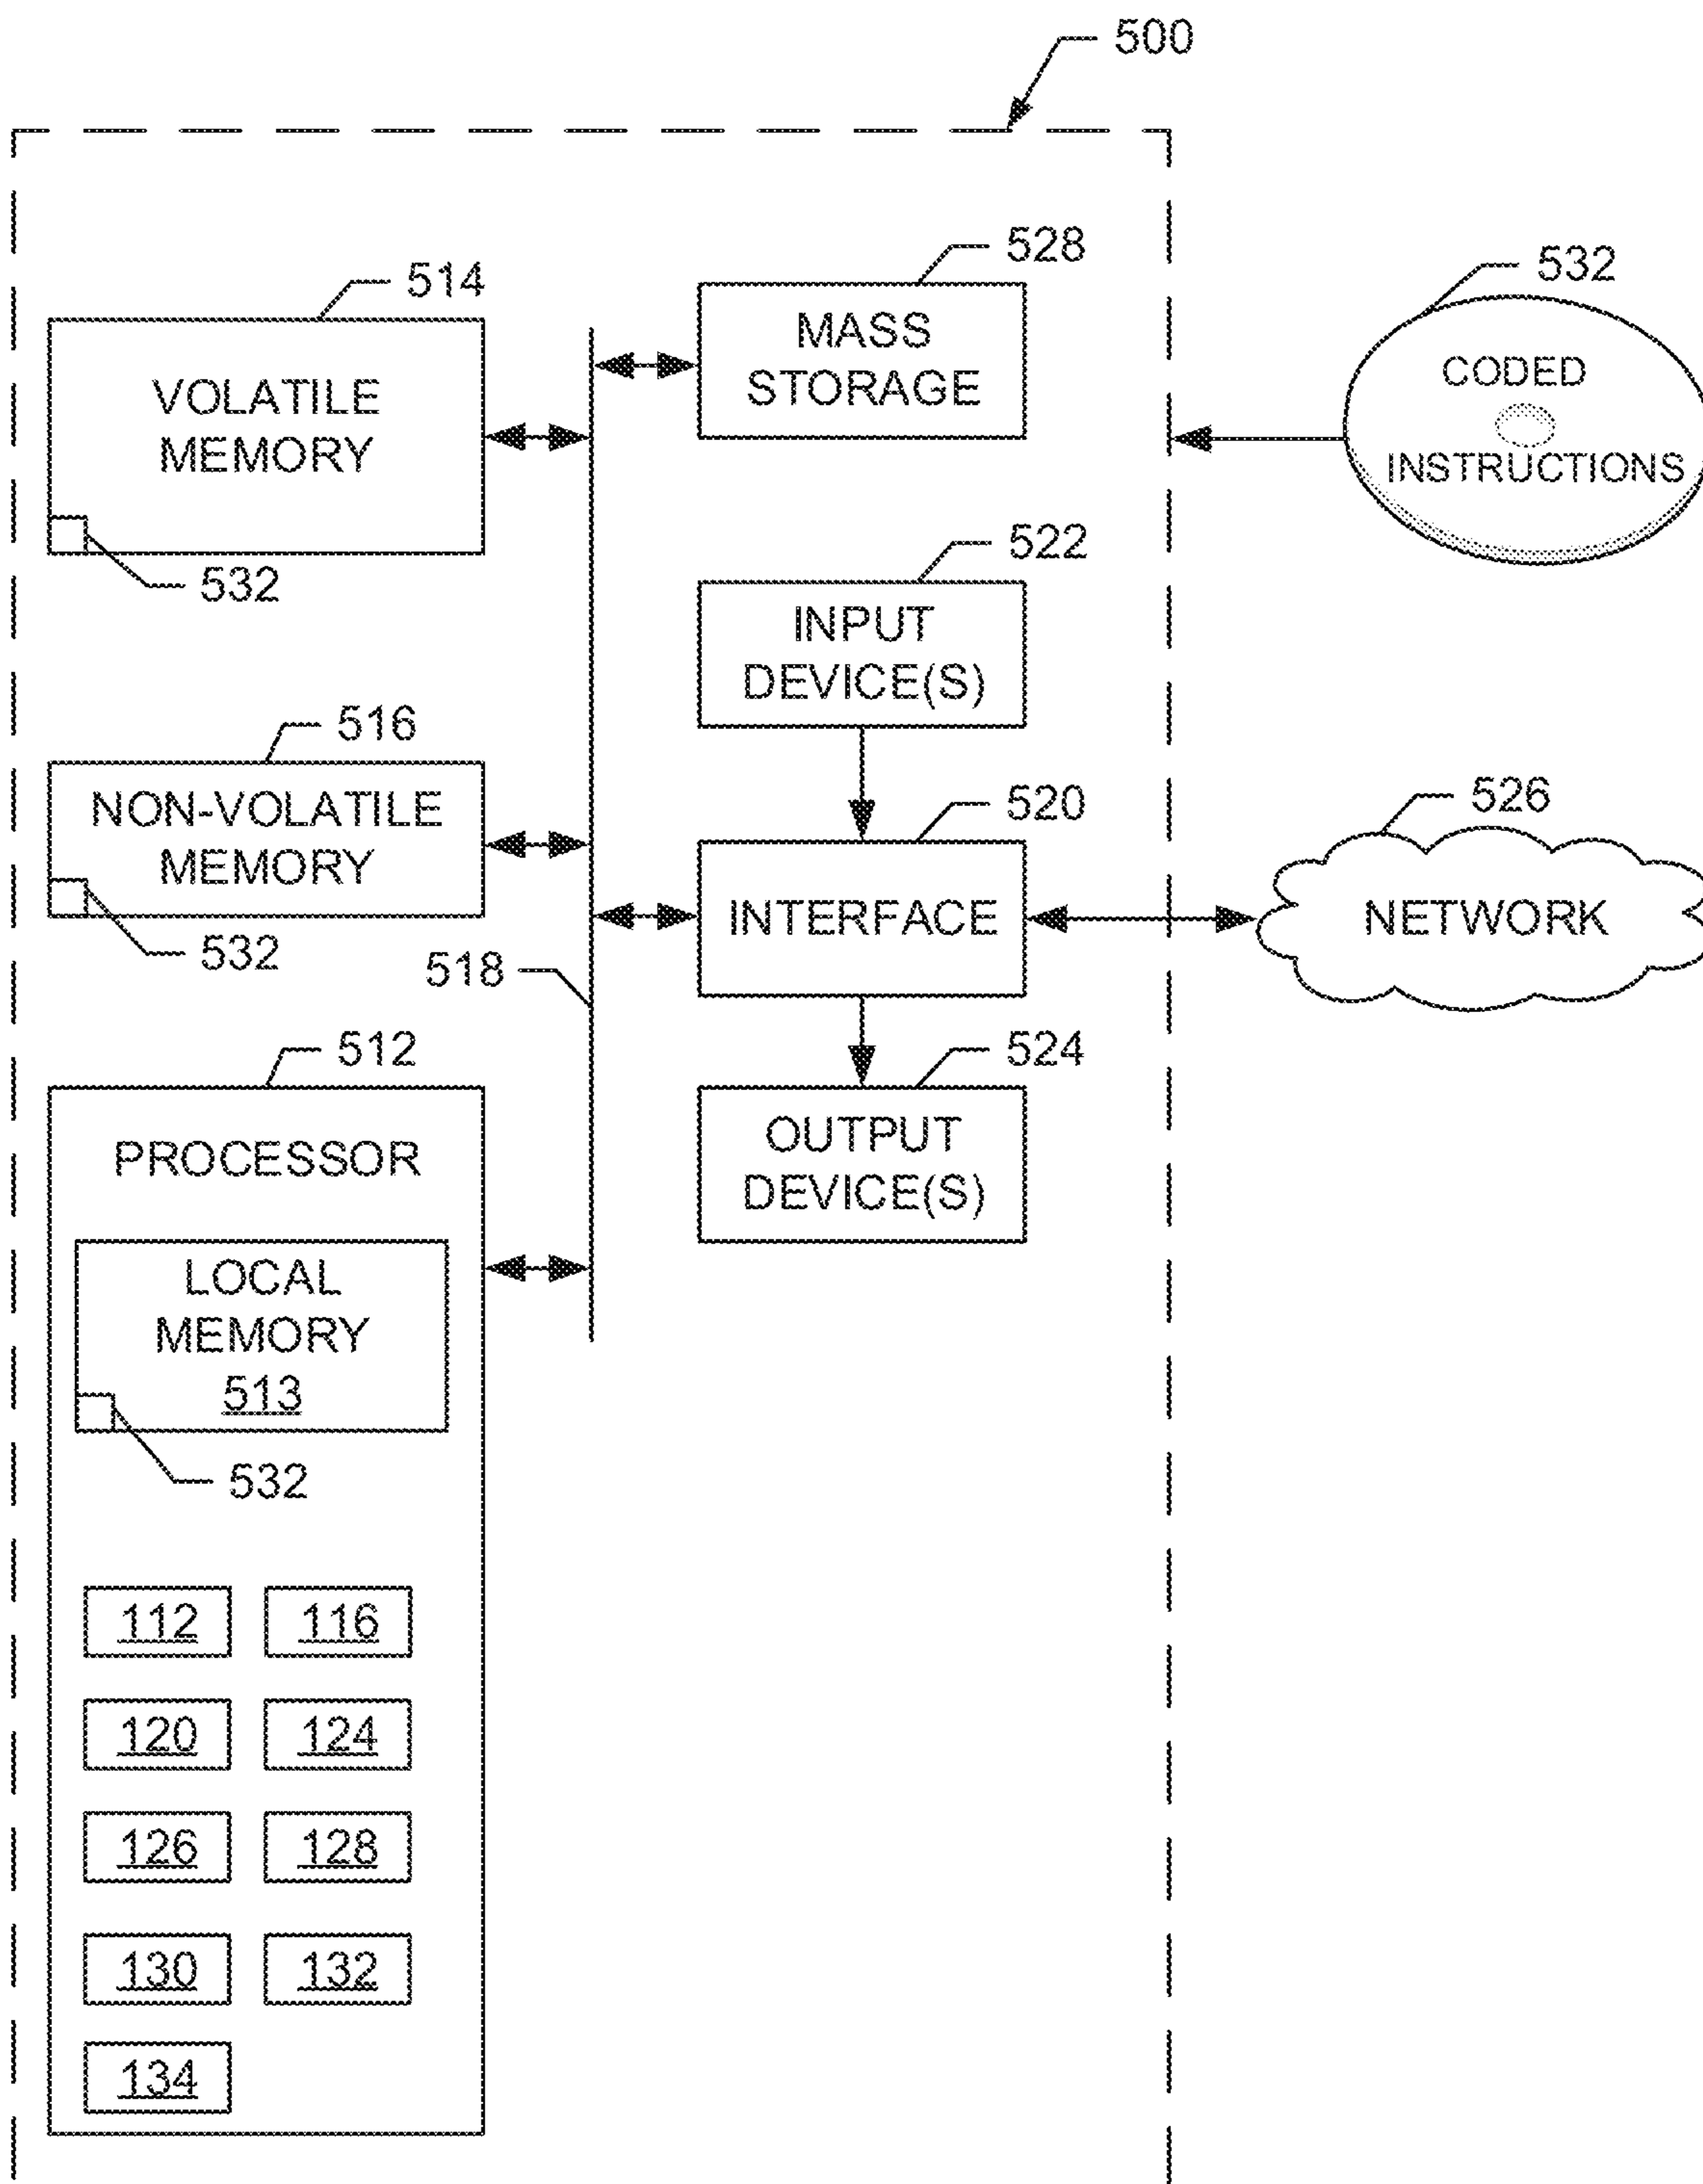 500
514
VOLATILE
MEMORY
532
528
MASS
STORAGE
532
CODED
INSTRUCTIONS
522
INPUT
DEVICE(S)
516
NON-VOLATILE
MEMORY
532
518
520
INTERFACE
526
NETWORK
512
PROCESSOR
LOCAL
MEMORY
513
532
524
OUTPUT
DEVICE(S)
112
116
120
124
126
128
130
132
134